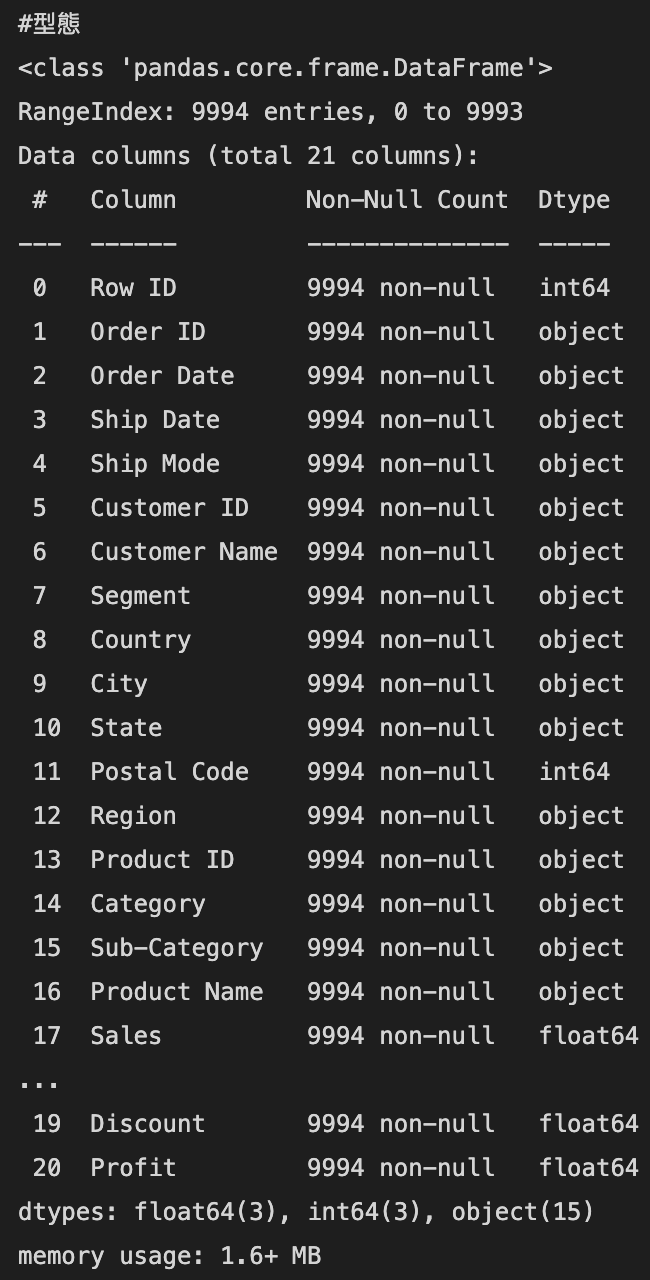 #型態
<class 'pandas.core.frame.DataFrame'>
RangeIndex: 9994 entries, 0 to 9993
Data columns (total 21 columns):
 #   Column         Non-Null Count  Dtype
---  ------         --------------  -----
 0   Row ID         9994 non-null   int64
 1   Order ID       9994 non-null   object
 2   Order Date     9994 non-null   object
 3   Ship Date      9994 non-null   object
 4   Ship Mode      9994 non-null   object
 5   Customer ID    9994 non-null   object
 6   Customer Name  9994 non-null   object
 7   Segment        9994 non-null   object
 8   Country        9994 non-null   object
 9   City           9994 non-null   object
 10  State          9994 non-null   object
 11  Postal Code    9994 non-null   int64
 12  Region         9994 non-null   object
 13  Product ID     9994 non-null   object
 14  Category       9994 non-null   object
 15  Sub-Category   9994 non-null   object
 16  Product Name   9994 non-null   object
 17  Sales          9994 non-null   float64
...
 19  Discount       9994 non-null   float64
 20  Profit         9994 non-null   float64
dtypes: float64(3), int64(3), object(15)
memory usage: 1.6+ MB